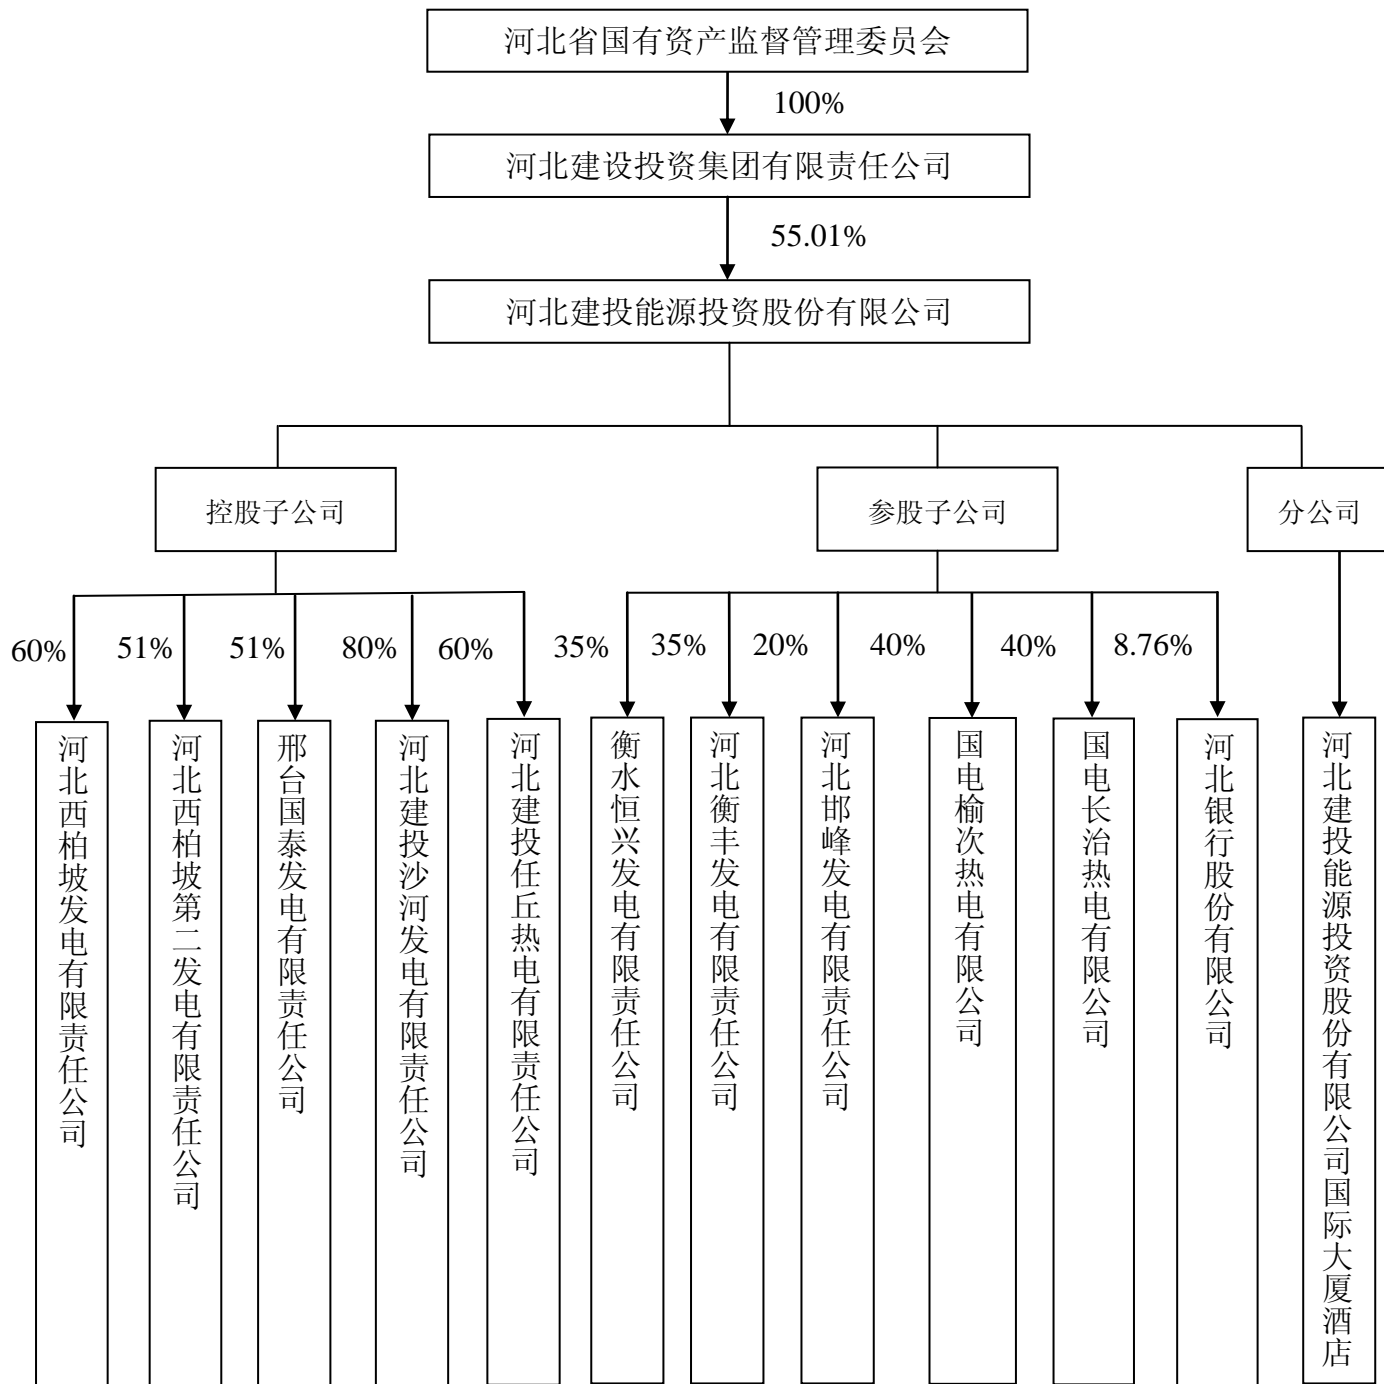 河北省国有资产监督管理委员会
100%
河北建设投资集团有限责任公司
55.01%
河北建投能源投资股份有限公司
控股子公司
参股子公司
分公司
60%
51%
51%
80%
60%
35%
35%
20%
40%
40%
8.76%
河北西柏坡发电有限责任公司
河北西柏坡第二发电有限责任公司
邢台国泰发电有限责任公司
河北建投沙河发电有限责任公司
河北建投任丘热电有限责任公司
衡水恒兴发电有限责任公司
河北衡丰发电有限责任公司
河北邯峰发电有限责任公司
国电榆次热电有限公司
国电长治热电有限公司
河北银行股份有限公司
河北建投能源投资股份有限公司国际大厦酒店